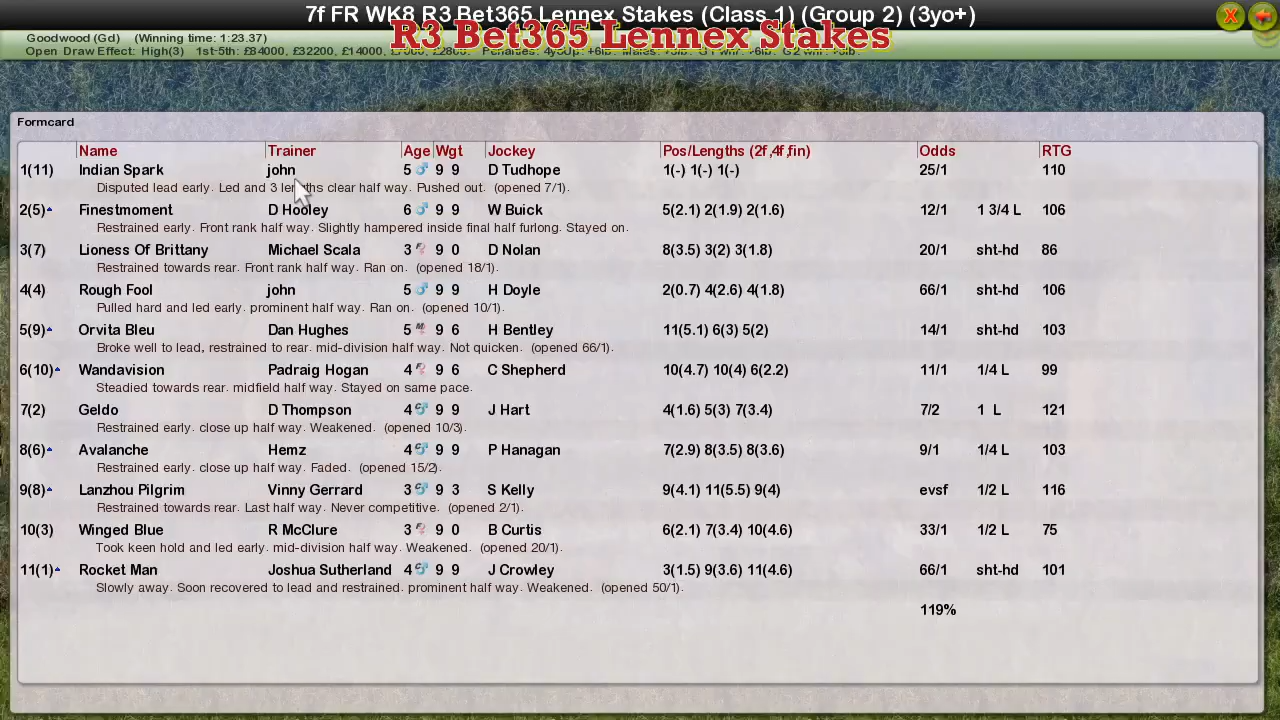 7f FR WK8 R3 Bet365 Lennex Stakes (Class 1) (Group 2) (3yo+)
R3 Bet365 Lennex Stakes
Goodwood (Gd) (Winning time: 1:23.37)
Open Draw Effect: High(3) 1st-5th: £84000, £32200, £14000, £2800. Penalties: 4yoUp: +6lb.
Formcard
Name Trainer Age Wgt Jockey Pos/Lengths (2f,4f,fin) Odds RTG
1(11) Indian Spark john 5 9 9 D Tudhope 1(-) 1(-) 1(-) 25/1 110
Disputed lead early. Led and 3 lengths clear half way. Pushed out. (opened 7/1).
2(5) Finestmoment D Hooley 6 9 9 W Buick 5(2.1) 2(1.9) 2(1.6) 12/1 1 3/4 L 106
Restrained early. Front rank half way. Slightly hampered inside final half furlong. Stayed on.
3(7) Lioness Of Brittany Michael Scala 3 9 0 D Nolan 8(3.5) 3(2) 3(1.8) 20/1 sht-hd 86
Restrained towards rear. Front rank half way. Ran on. (opened 18/1).
4(4) Rough Fool john 5 9 9 H Doyle 2(0.7) 4(2.6) 4(1.8) 66/1 sht-hd 106
Pulled hard and led early. prominent half way. Ran on. (opened 10/1).
5(9) Orvita Bleu Dan Hughes 5 9 6 H Bentley 11(5.1) 6(3) 5(2) 14/1 sht-hd 103
Broke well to lead, restrained to rear. mid-division half way. Not quicken. (opened 66/1).
6(10) Wandavision Padraig Hogan 4 9 6 C Shepherd 10(4.7) 10(4) 6(2.2) 11/1 1/4 L 99
Steadied towards rear. midfield half way. Stayed on same pace.
7(2) Geldo D Thompson 4 9 9 J Hart 4(1.6) 5(3) 7(3.4) 7/2 1 L 121
Restrained early. close up half way. Weakened. (opened 10/3).
8(6) Avalanche Hemz 4 9 9 P Hanagan 7(2.9) 8(3.5) 8(3.6) 9/1 1/4 L 103
Restrained early. close up half way. Faded. (opened 15/2).
9(8) Lanzhou Pilgrim Vinny Gerrard 3 9 3 S Kelly 9(4.1) 11(5.5) 9(4) evsf 1/2 L 116
Restrained towards rear. Last half way. Never competitive. (opened 2/1).
10(3) Winged Blue R McClure 3 9 0 B Curtis 6(2.1) 7(3.4) 10(4.6) 33/1 1/2 L 75
Took keen hold and led early. mid-division half way. Weakened. (opened 20/1).
11(1) Rocket Man Joshua Sutherland 4 9 9 J Crowley 3(1.5) 9(3.6) 11(4.6) 66/1 sht-hd 101
Slowly away. Soon recovered to lead and restrained. prominent half way. Weakened. (opened 50/1).
119%